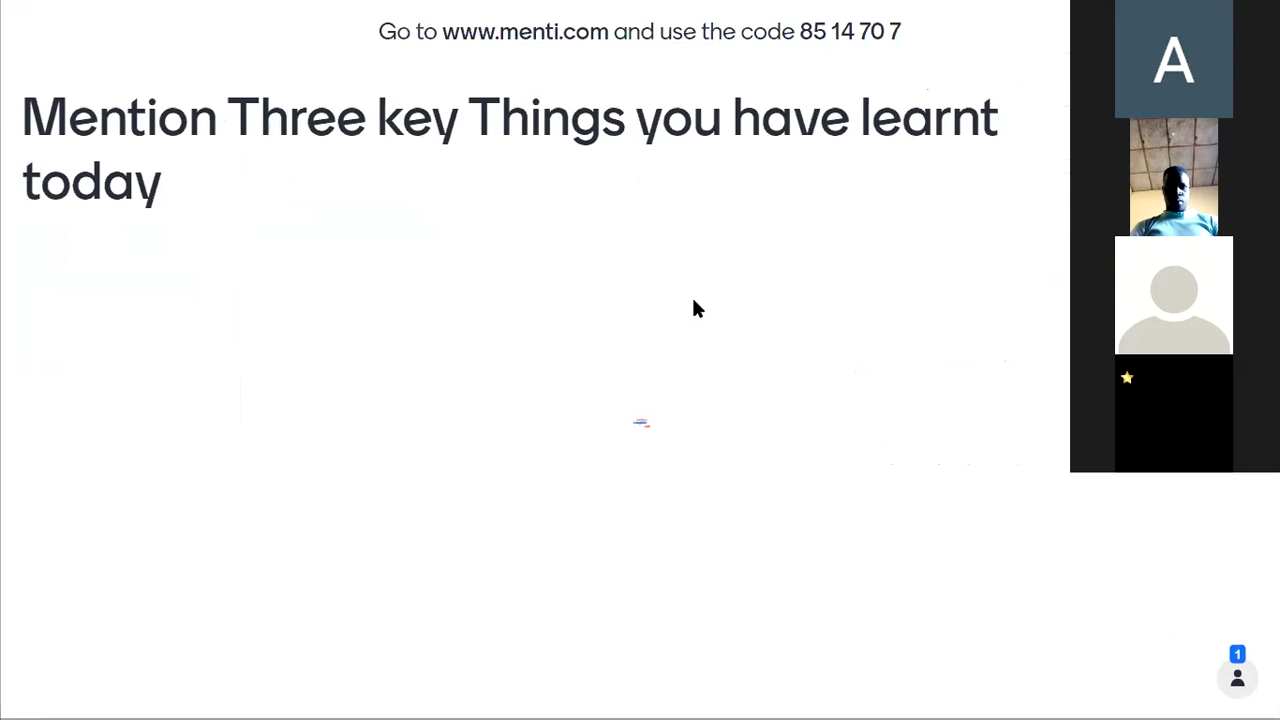 Go to www.menti.com and use the code 85 14 70 7
Mention Three key Things you have learnt
today
A
1